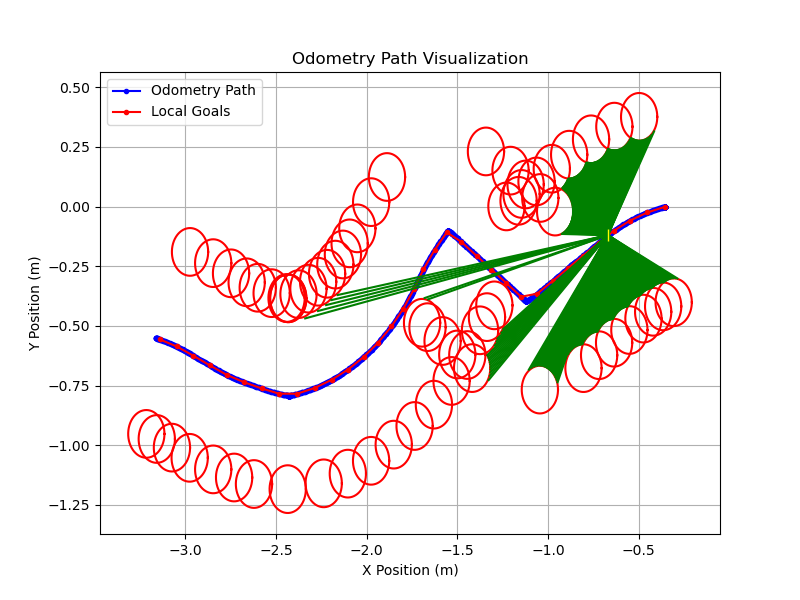 Odometry Path Visualization
Odometry Path
Local Goals
0.50
0.25
0.00
−0.25
−0.50
−0.75
−1.00
−1.25
Y Position (m)
−3.0 −2.5 −2.0 −1.5 −1.0 −0.5
X Position (m)